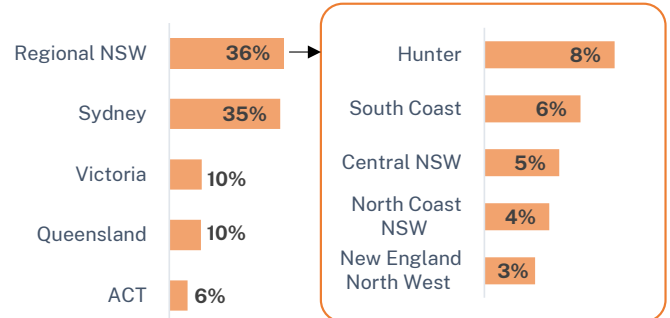 Regional NSW 36%
Sydney 35%
Victoria 10%
Queensland 10%
ACT 6%
Hunter 8%
South Coast 6%
Central NSW 5%
North Coast
NSW 4%
New England
North West 3%